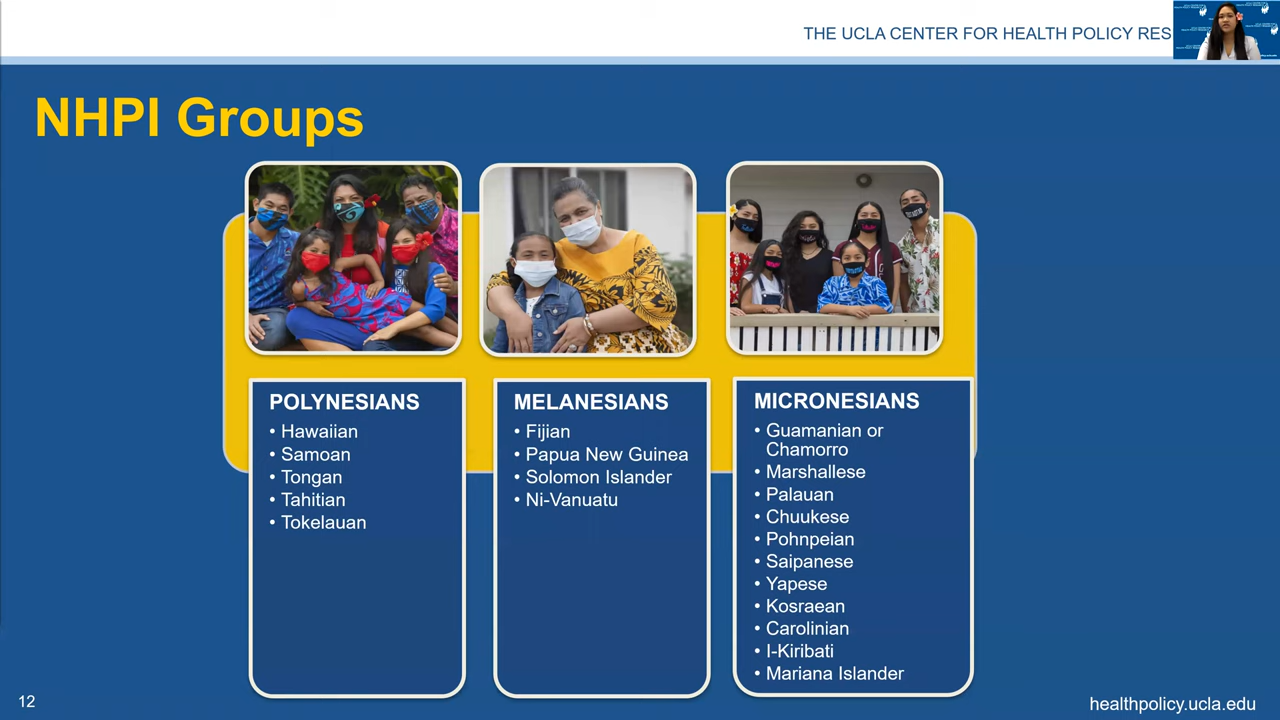 THE UCLA CENTER FOR HEALTH POLICY RES
NHPI Groups
POLYNESIANS
• Hawaiian
• Samoan
• Tongan
• Tahitian
• Tokelauan
MELANESIANS
• Fijian
• Papua New Guinea
• Solomon Islander
• Ni-Vanuatu
MICRONESIANS
• Guamanian or
Chamorro
• Marshallese
• Palauan
• Chuukese
• Pohnpeian
• Saipanese
• Yapese
• Kosraean
• Carolinian
• I-Kiribati
• Mariana Islander
12
healthpolicy.ucla.edu